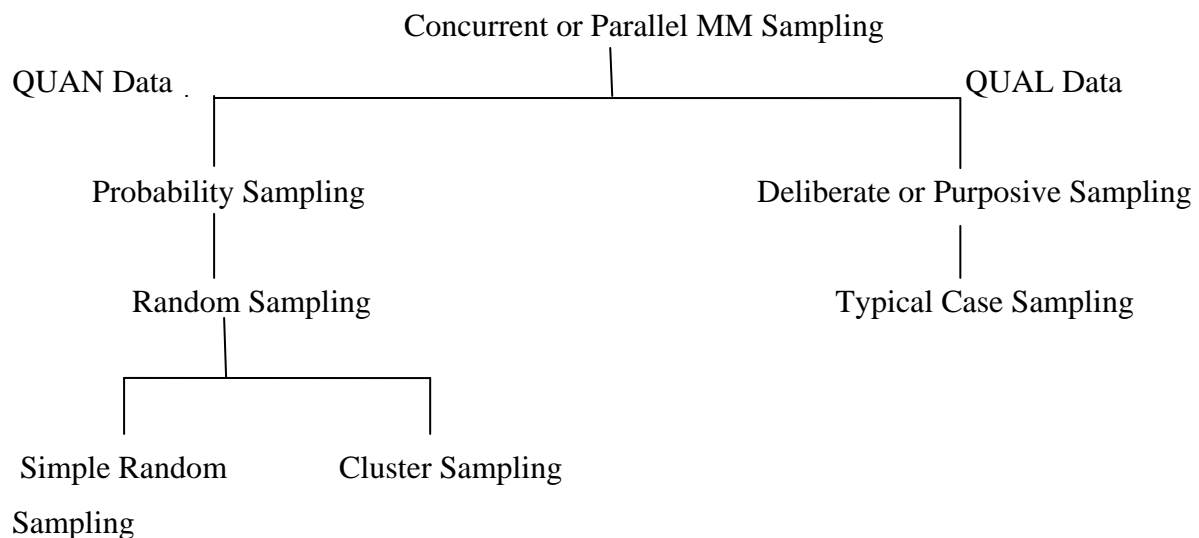 Concurrent or Parallel MM Sampling
QUAN Data
QUAL Data
Probability Sampling
Deliberate or Purposive Sampling
Random Sampling
Typical Case Sampling
Simple Random
Sampling
Cluster Sampling